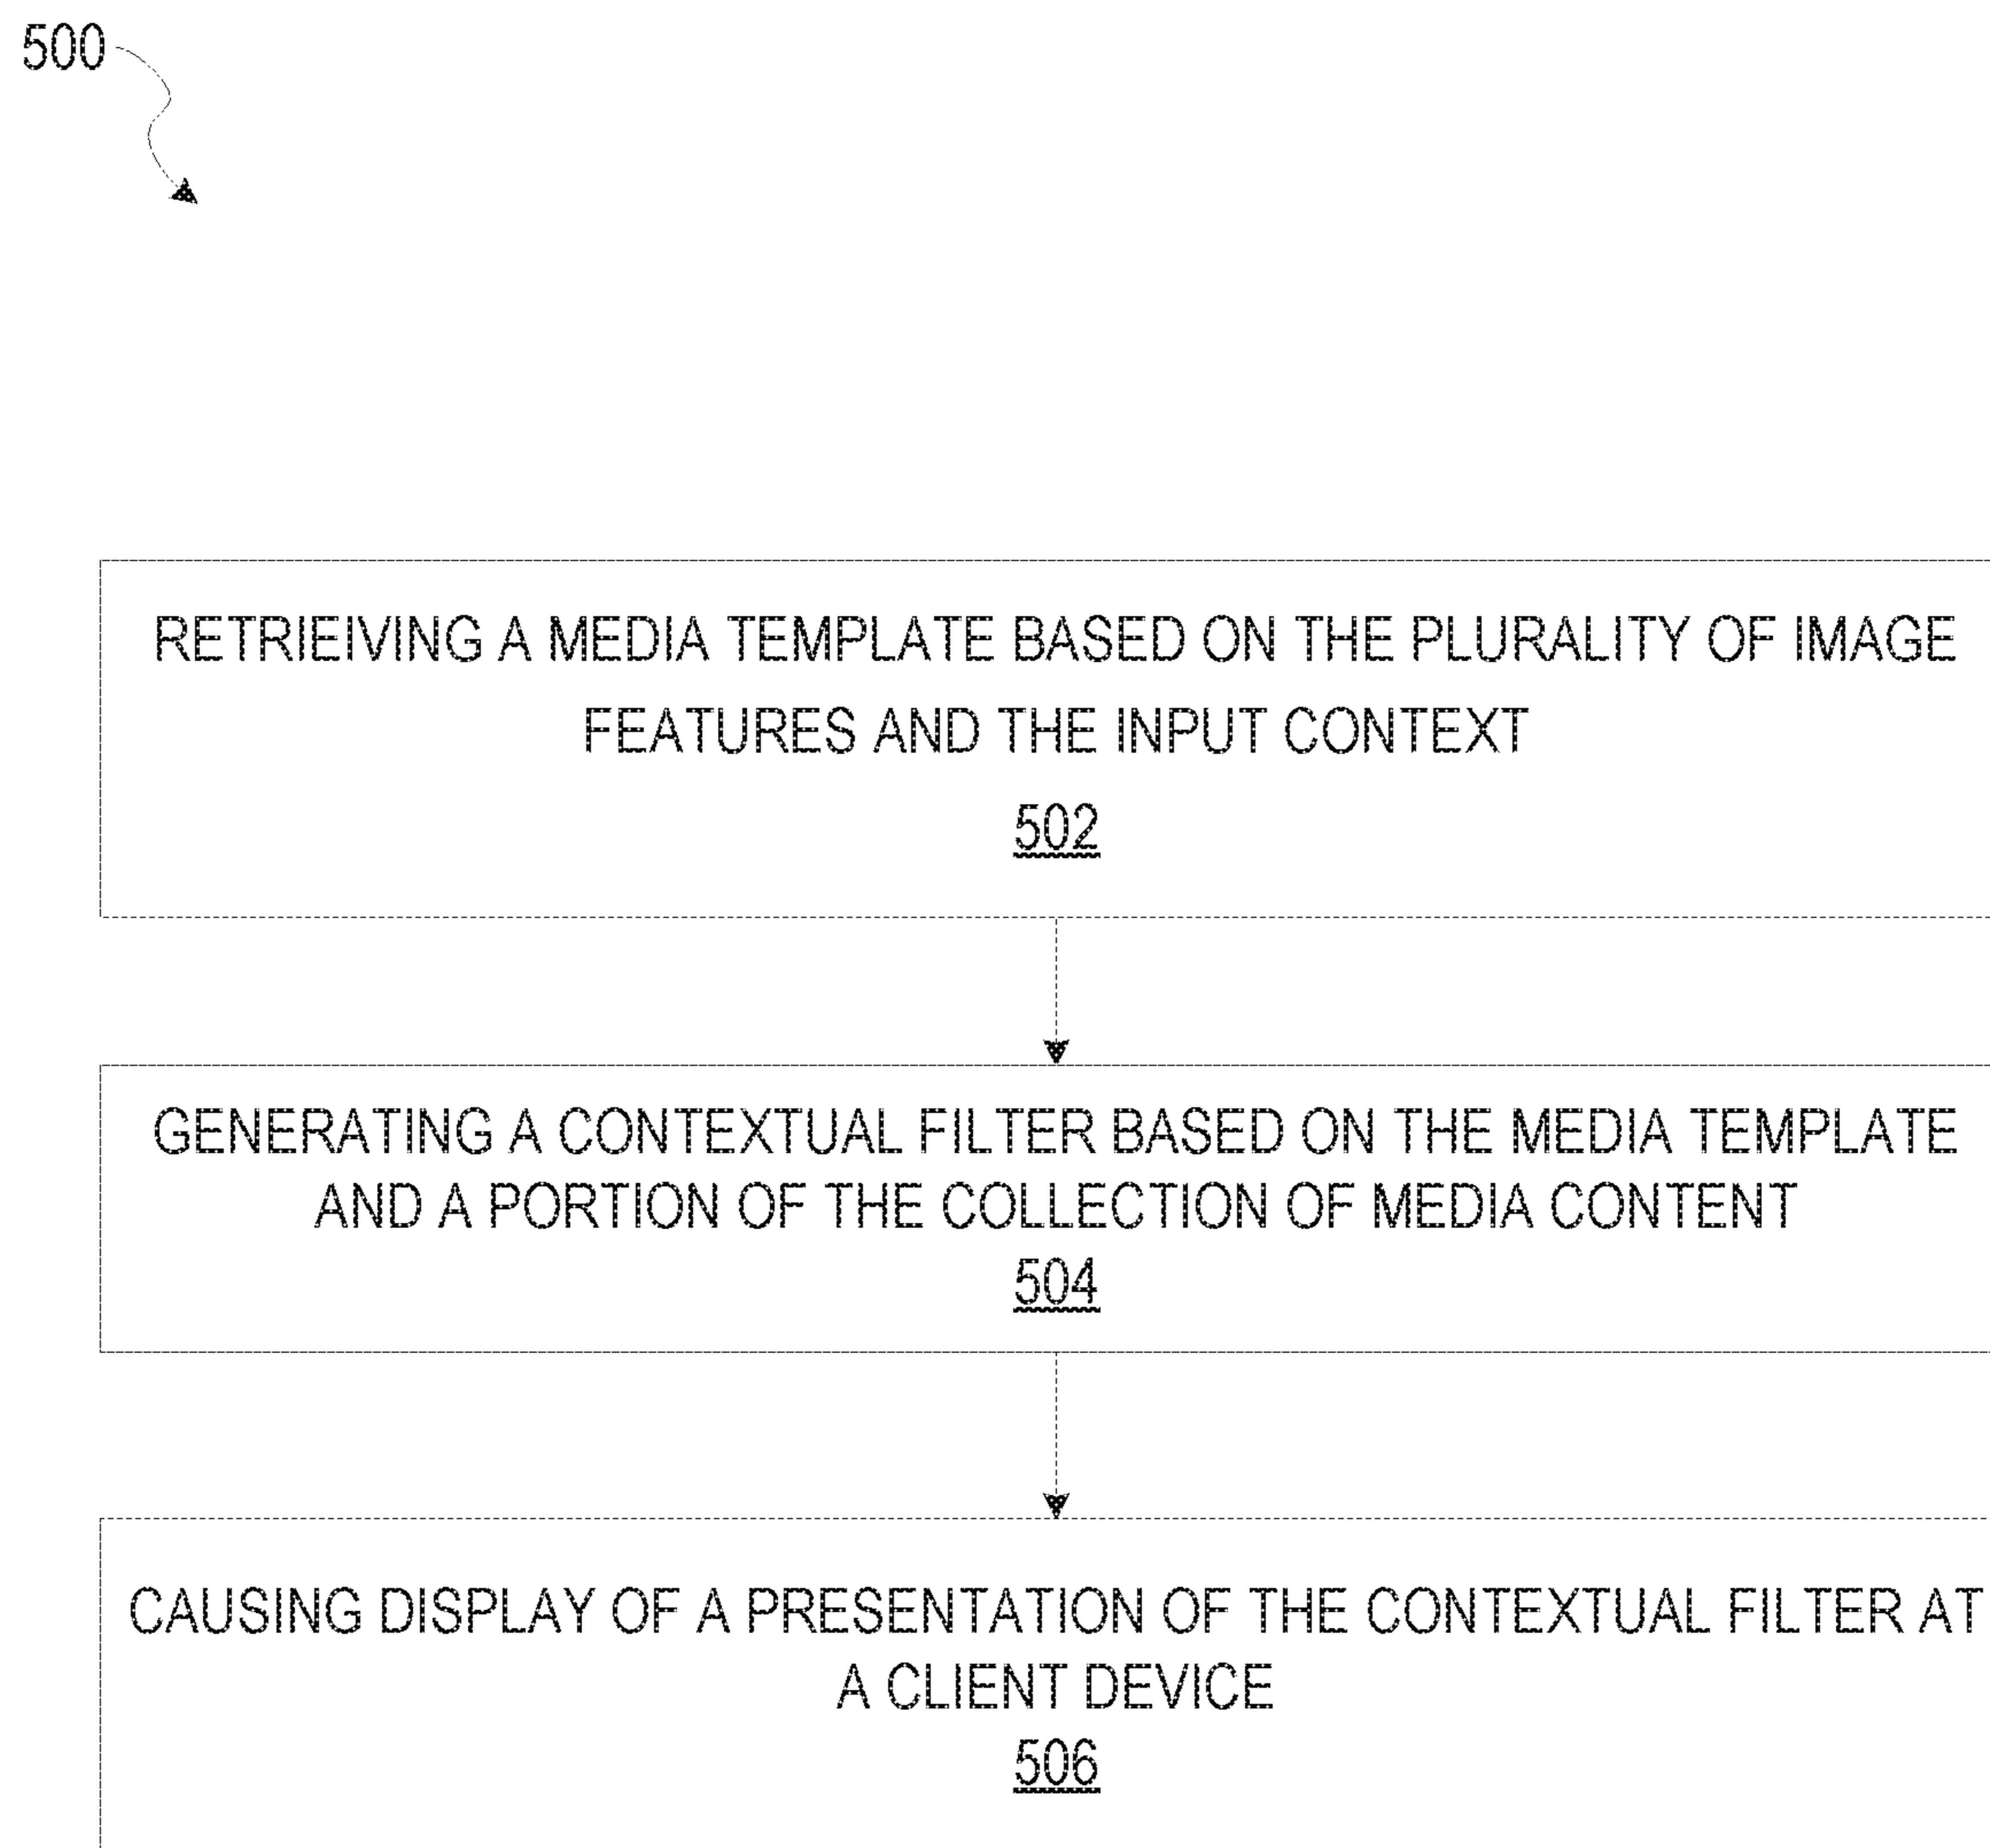 500
RETRIEIVING A MEDIA TEMPLATE BASED ON THE PLURALITY OF IMAGE
FEATURES AND THE INPUT CONTEXT
502
GENERATING A CONTEXTUAL FILTER BASED ON THE MEDIA TEMPLATE
AND A PORTION OF THE COLLECTION OF MEDIA CONTENT
504
CAUSING DISPLAY OF A PRESENTATION OF THE CONTEXTUAL FILTER AT
A CLIENT DEVICE
506